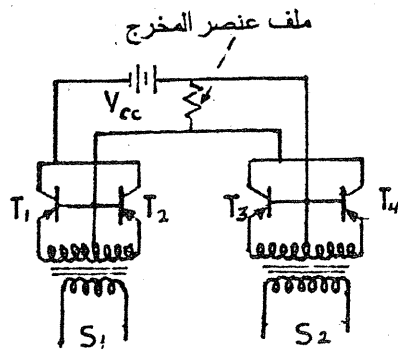 ملف عنصر المخرج
Vcc
T1
T2
T3
T4
S1
S2